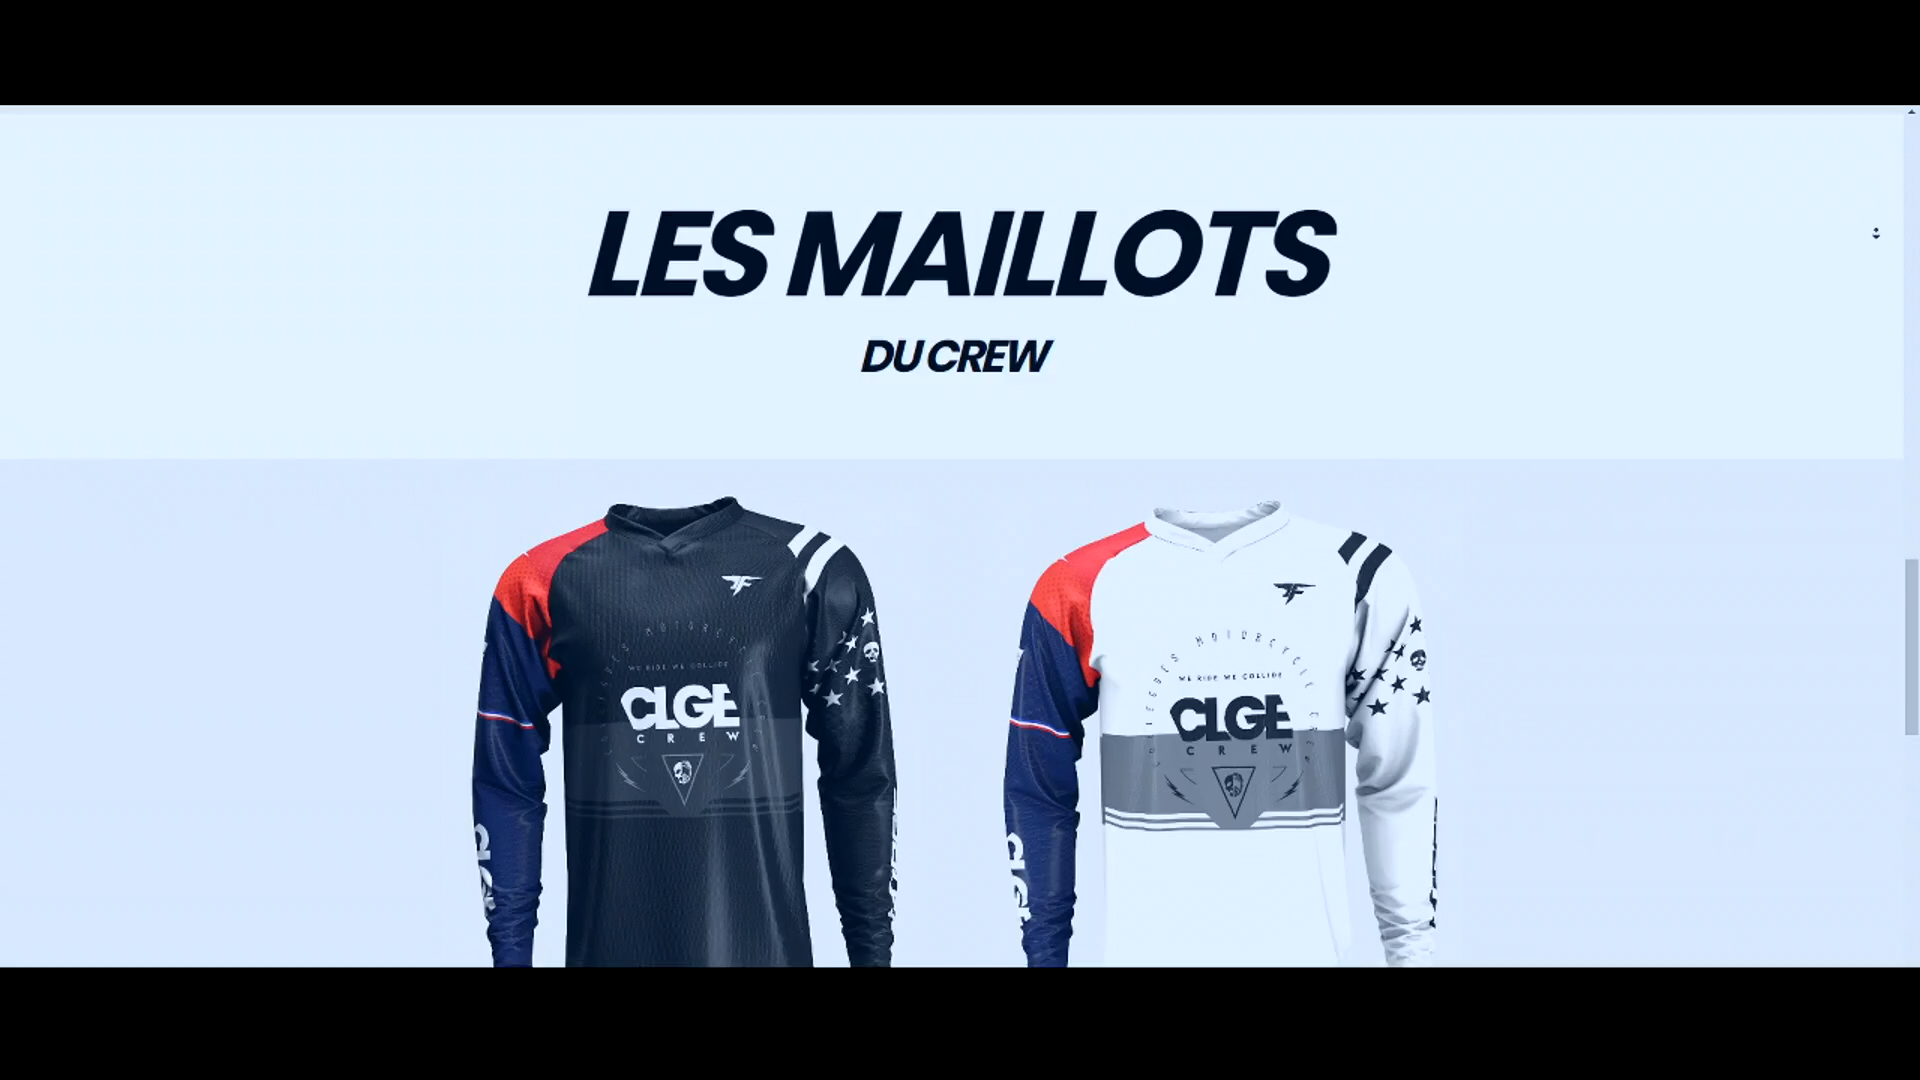 LES MAILLOTS
DU CREW
WE RIDE WE COLLIDE
CLGE
CREW
WE RIDE WE COLLIDE
CLGE
CREW